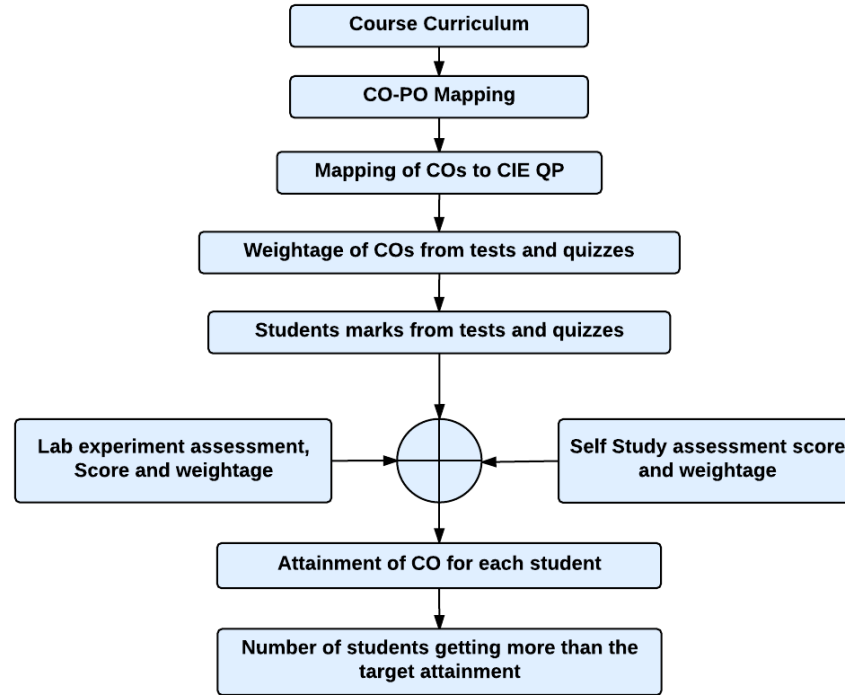 Course Curriculum
CO-PO Mapping
Mapping of COs to CIE QP
Weightage of COs from tests and quizzes
Students marks from tests and quizzes
Lab experiment assessment,
Score and weightage
Self Study assessment score
and weightage
Attainment of CO for each student
Number of students getting more than the
target attainment